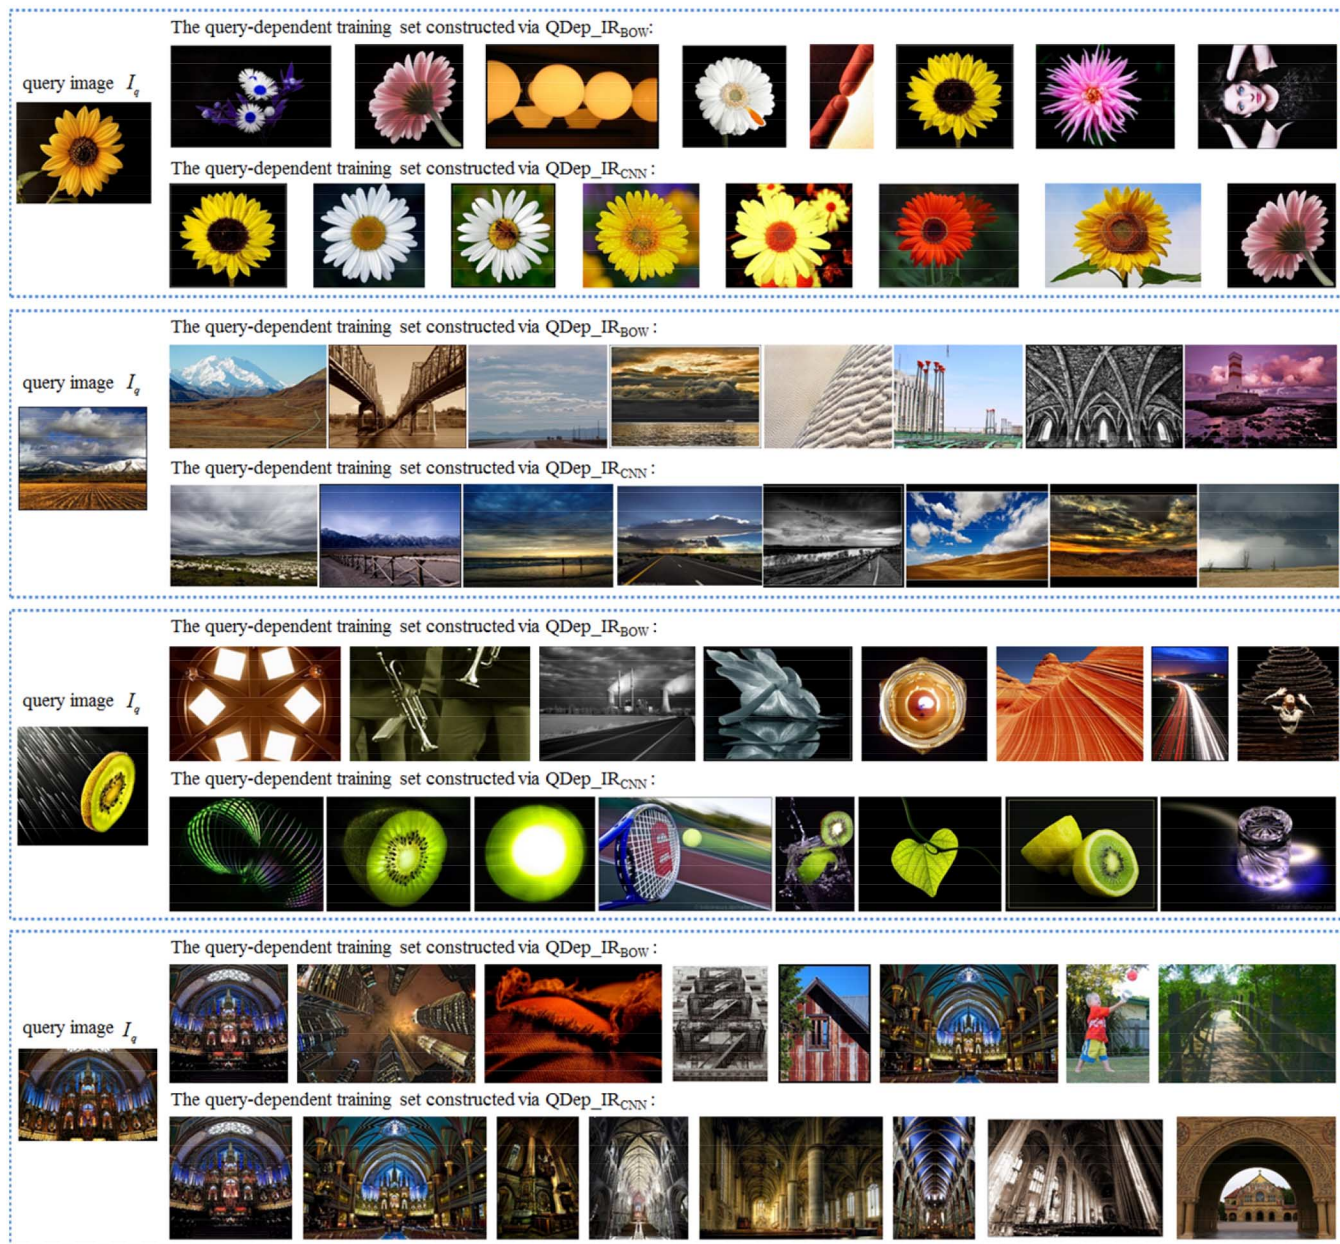 The query-dependent training set constructed via QDep_IR_BOW:
query image I_q
The query-dependent training set constructed via QDep_IR_CNN:
The query-dependent training set constructed via QDep_IR_BOW:
query image I_q
The query-dependent training set constructed via QDep_IR_CNN:
The query-dependent training set constructed via QDep_IR_BOW:
query image I_q
The query-dependent training set constructed via QDep_IR_CNN:
The query-dependent training set constructed via QDep_IR_BOW:
query image I_q
The query-dependent training set constructed via QDep_IR_CNN: